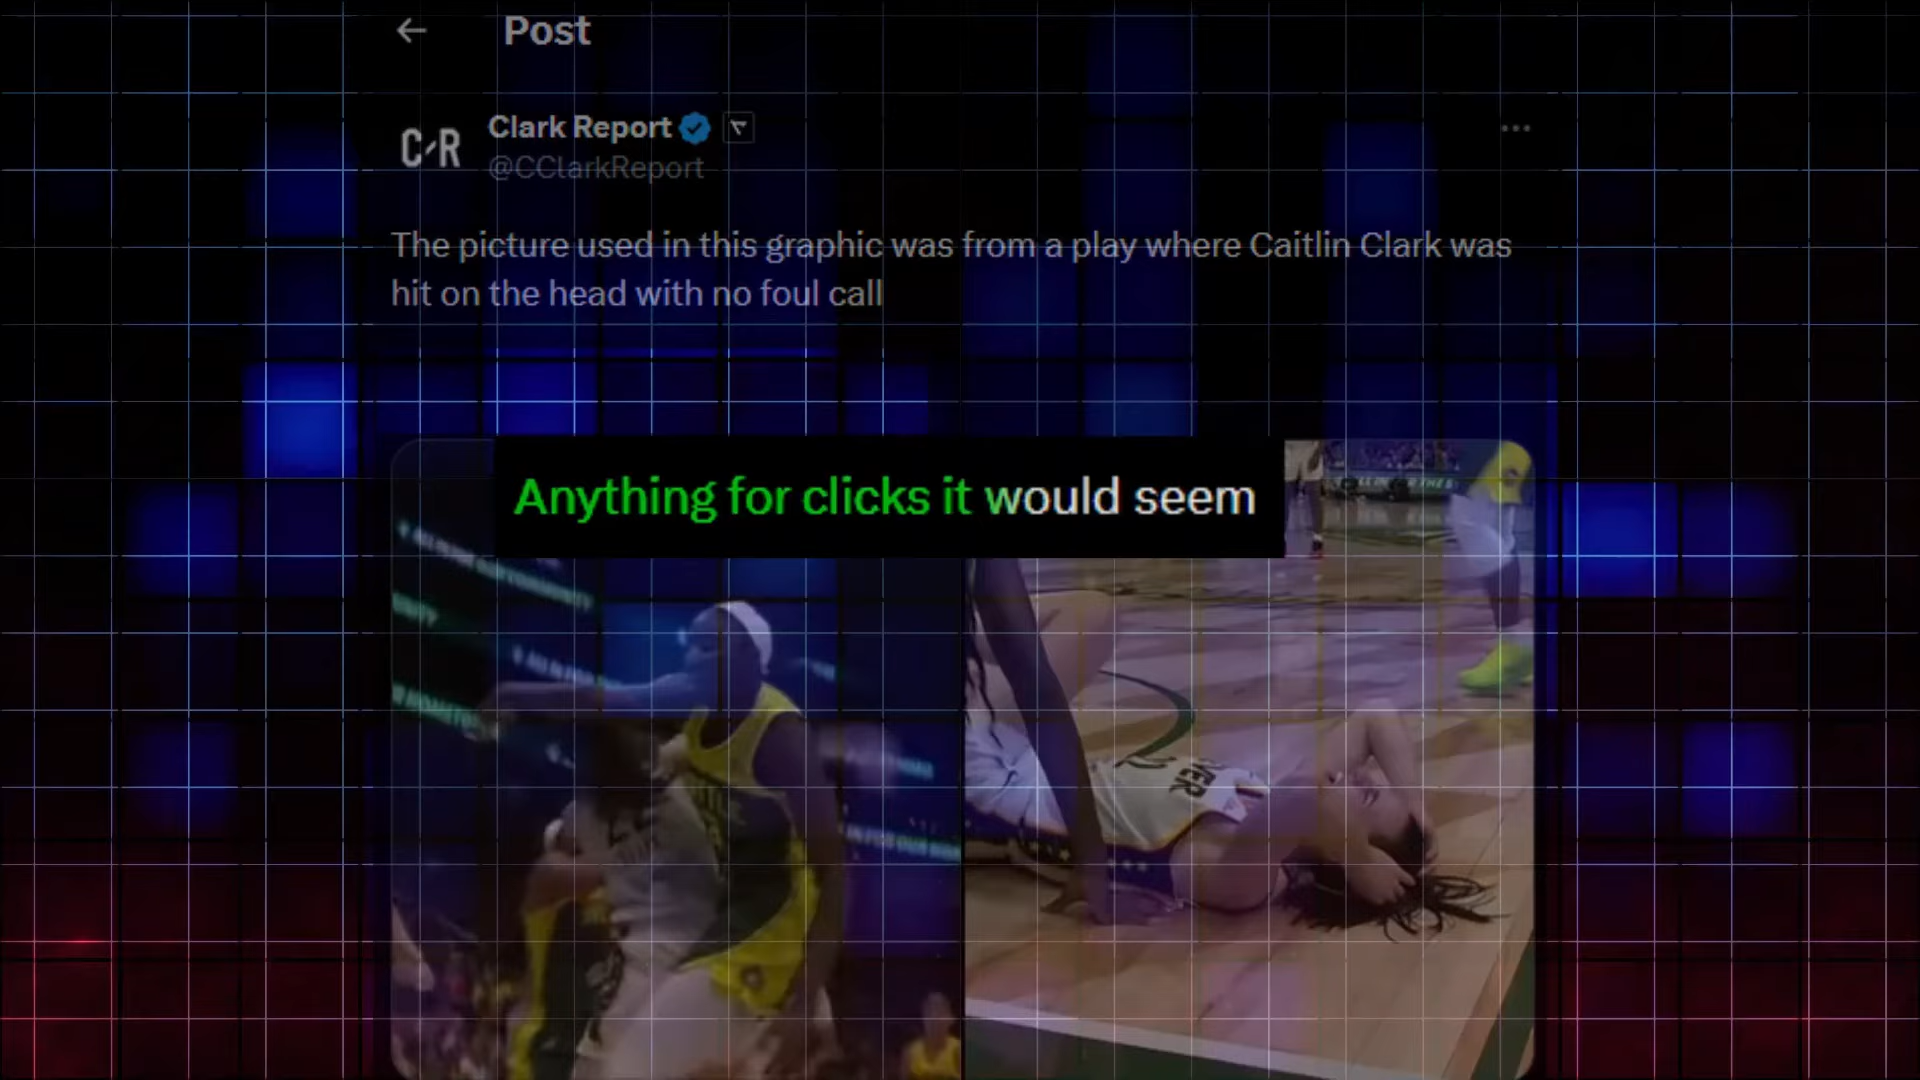 Post
C-R
Clark Report
@CClarkReport
The picture used in this graphic was from a play where Caitlin Clark was
hit on the head with no foul call
Anything for clicks it would seem